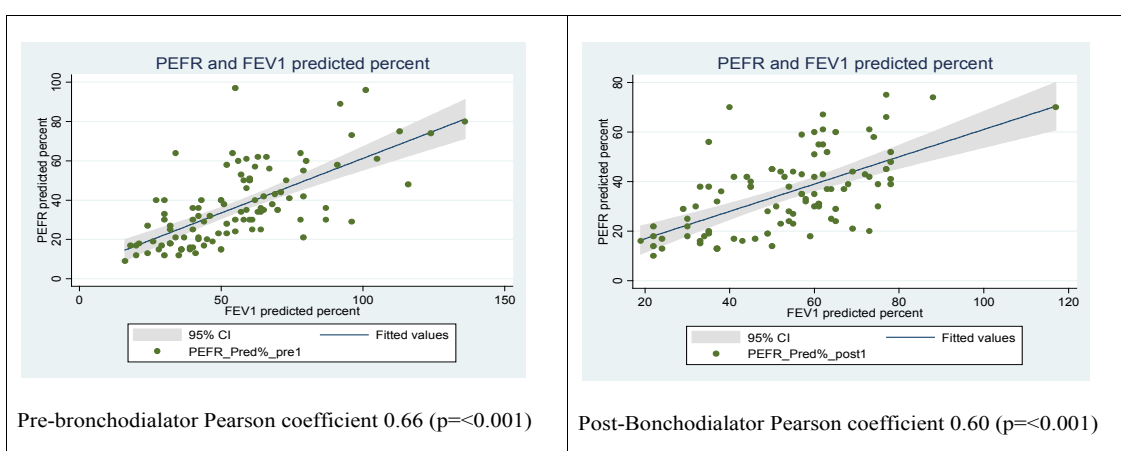 PEFR and FEV1 predicted percent
PEFR predicted percent
100
80
60
40
20
0
0 50 100 150
FEV1 predicted percent
95% CI Fitted values
PEFR_Pred%_pre1
Pre-bronchodialator Pearson coefficient 0.66 (p=<0.001)
PEFR and FEV1 predicted percent
PEFR predicted percent
80
60
40
20
0
20 40 60 80 100 120
FEV1 predicted percent
95% CI Fitted values
PEFR_Pred%_post1
Post-Bonchodialator Pearson coefficient 0.60 (p=<0.001)